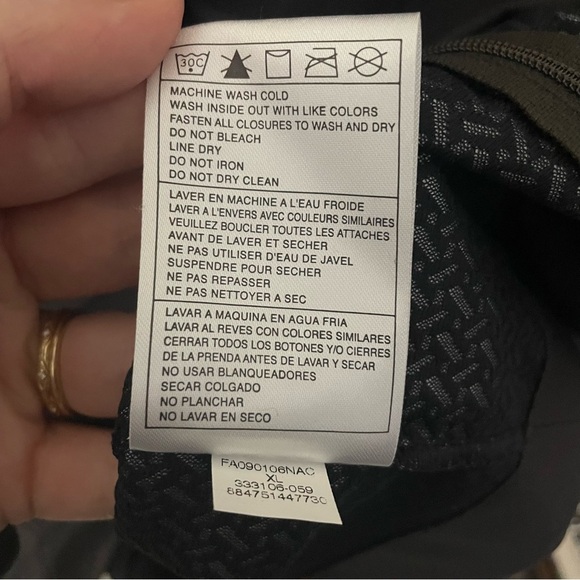 30C
MACHINE WASH COLD
WASH INSIDE OUT WITH LIKE COLORS
FASTEN ALL CLOSURES TO WASH AND DRY
DO NOT BLEACH
LINE DRY
DO NOT IRON
DO NOT DRY CLEAN
LAVER EN MACHINE A L'EAU FROIDE
LAVER A L'ENVERS AVEC COULEURS SIMILAIRES
VEUILLEZ BOUCLER TOUTES LES ATTACHES
AVANT DE LAVER ET SECHER
NE PAS UTILISER D'EAU DE JAVEL
SUSPENDRE POUR SECHER
NE PAS REPASSER
NE PAS NETTOYER A SEC
LAVAR A MAQUINA EN AGUA FRIA
LAVAR AL REVES CON COLORES SIMILARES
CERRAR TODOS LOS BOTONES Y/O CIERRES
DE LA PRENDA ANTES DE LAVAR Y SECAR
NO USAR BLANQUEADORES
SECAR COLGADO
NO PLANCHAR
NO LAVAR EN SECO
FA090106NAC
XL
333106-059